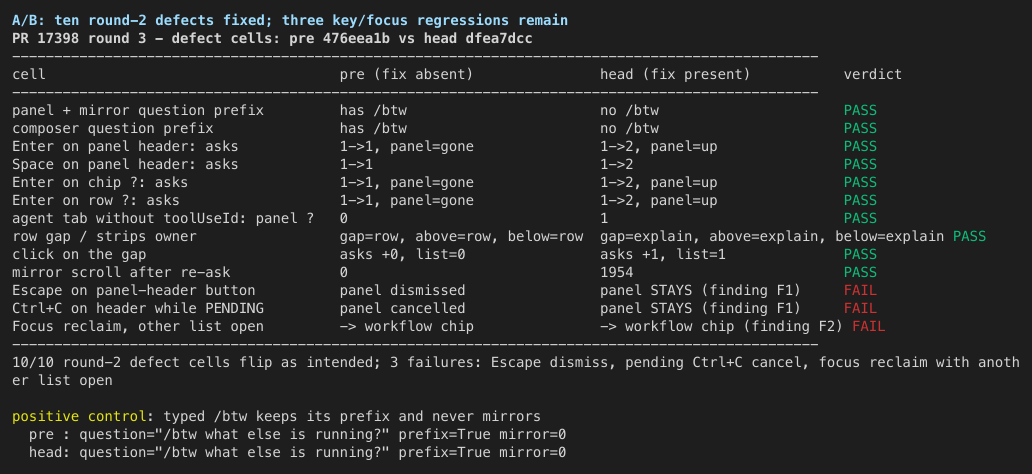 A/B: ten round-2 defects fixed; three key/focus regressions remain
PR 17398 round 3 - defect cells: pre 476eea1b vs head dfea7dcc
------------------------------------------------------------------------------------------------
cell pre (fix absent) head (fix present) verdict
------------------------------------------------------------------------------------------------
panel + mirror question prefix has /btw no /btw PASS
composer question prefix has /btw no /btw PASS
Enter on panel header: asks 1->1, panel=gone 1->2, panel=up PASS
Space on panel header: asks 1->1 1->2 PASS
Enter on chip ?: asks 1->1, panel=gone 1->2, panel=up PASS
Enter on row ?: asks 1->1, panel=gone 1->2, panel=up PASS
agent tab without toolUseId: panel ? 0 1 PASS
row gap / strips owner gap=row, above=row, below=row gap=explain, above=explain, below=explain PASS
click on the gap asks +0, list=0 asks +1, list=1 PASS
mirror scroll after re-ask 0 1954 PASS
Escape on panel-header button panel dismissed panel STAYS (finding F1) FAIL
Ctrl+C on header while PENDING panel cancelled panel STAYS (finding F1) FAIL
Focus reclaim, other list open -> workflow chip -> workflow chip (finding F2) FAIL
------------------------------------------------------------------------------------------------
10/10 round-2 defect cells flip as intended; 3 failures: Escape dismiss, pending Ctrl+C cancel, focus reclaim with anoth
er list open
positive control: typed /btw keeps its prefix and never mirrors
pre : question="/btw what else is running?" prefix=True mirror=0
head: question="/btw what else is running?" prefix=True mirror=0